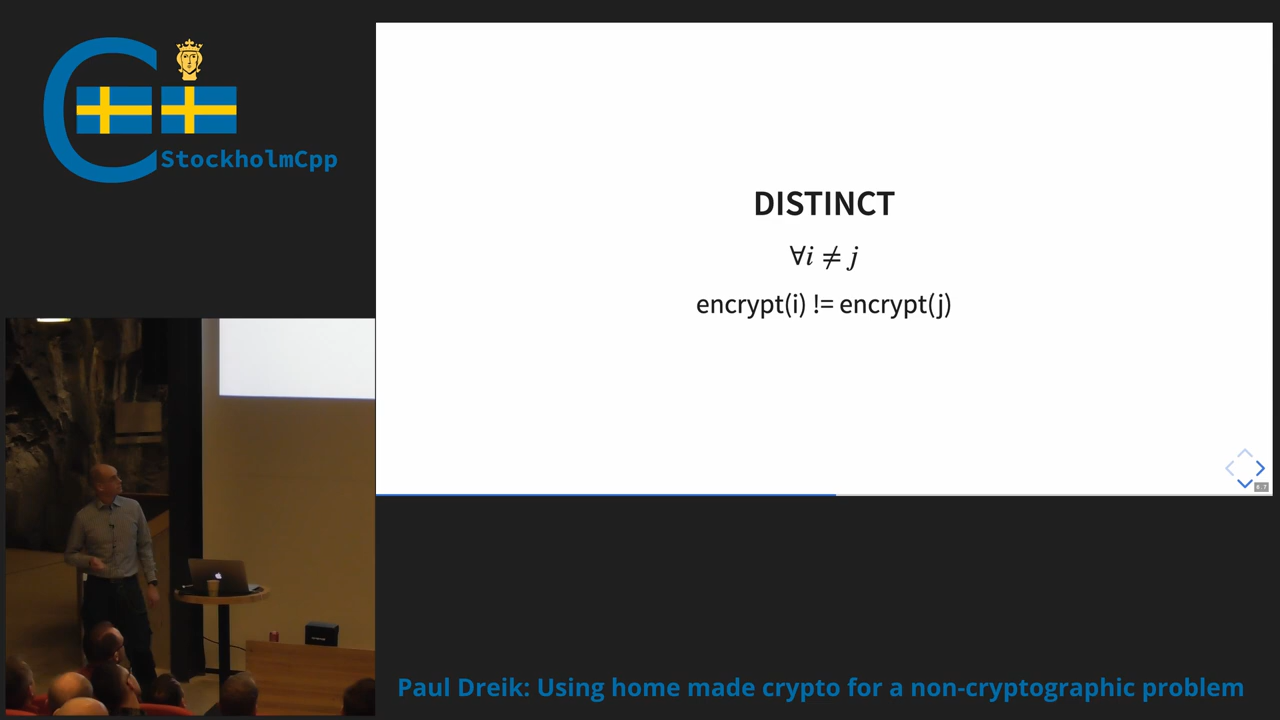 StockholmCpp
DISTINCT
∀i ≠ j
encrypt(i) != encrypt(j)
Paul Dreik: Using home made crypto for a non-cryptographic problem